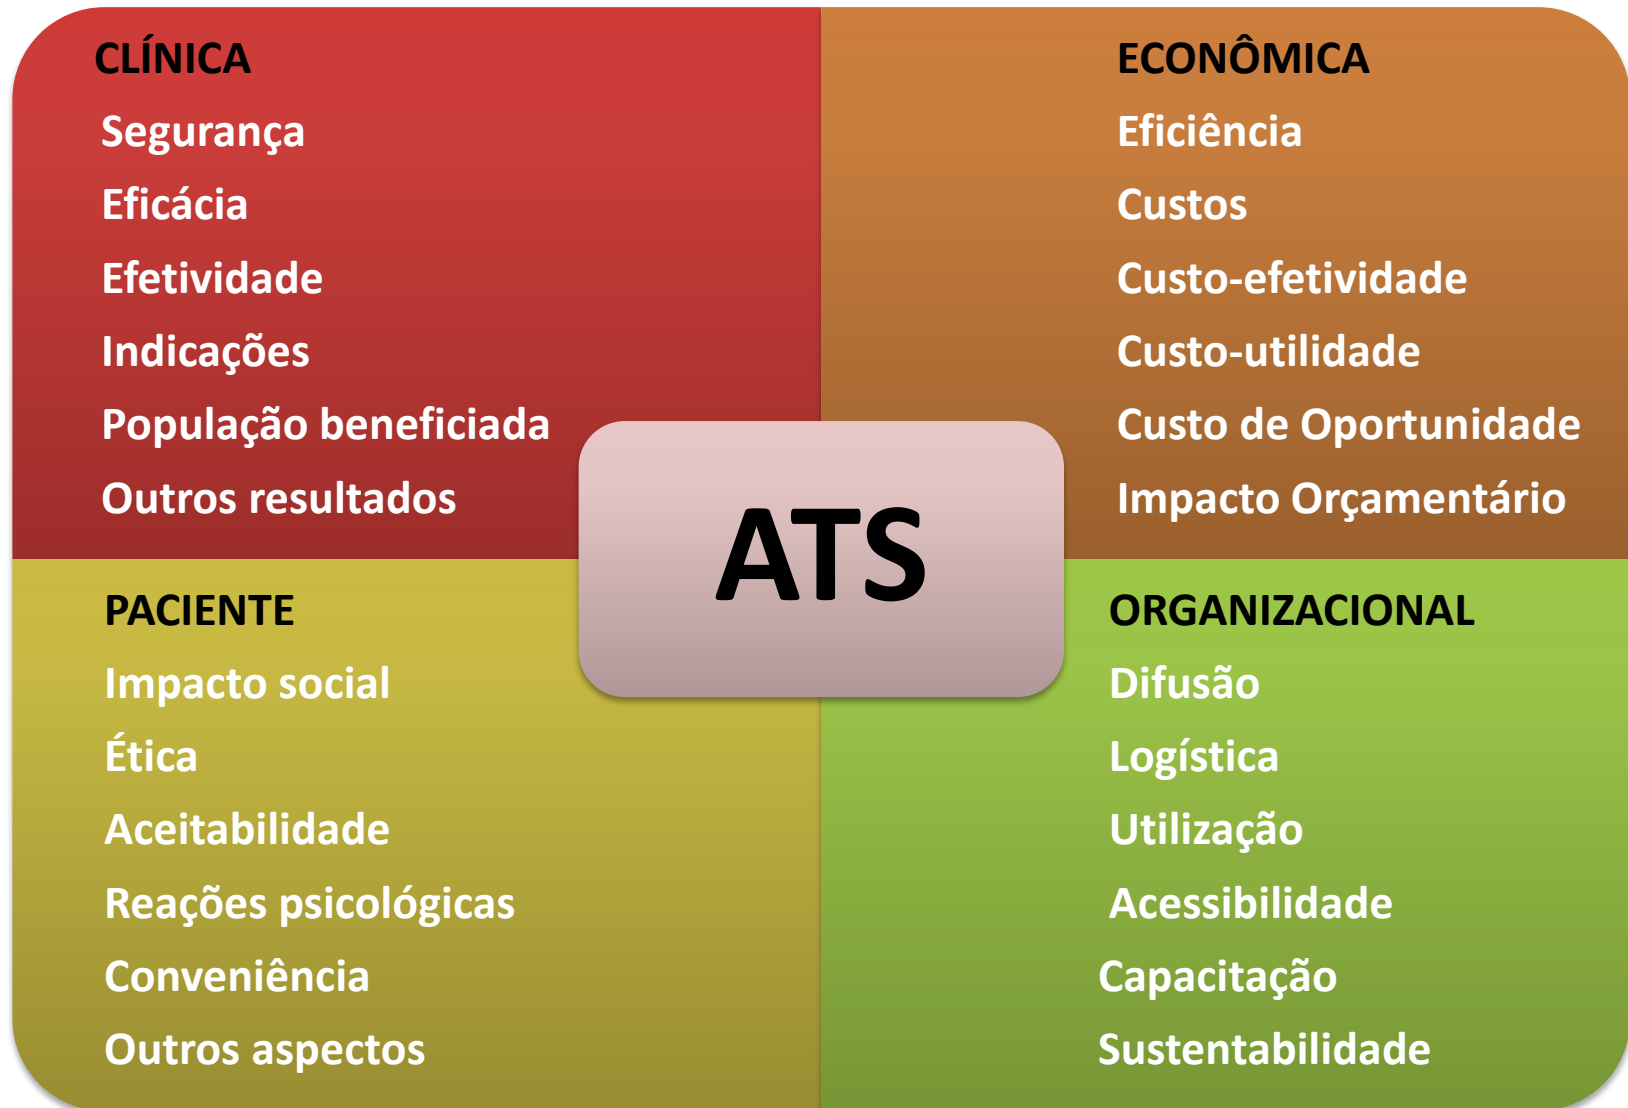 CLÍNICA
Segurança
Eficácia
Efetividade
Indicações
População beneficiada
Outros resultados
ECONÔMICA
Eficiência
Custos
Custo-efetividade
Custo-utilidade
Custo de Oportunidade
Impacto Orçamentário
ATS
PACIENTE
Impacto social
Ética
Aceitabilidade
Reações psicológicas
Conveniência
Outros aspectos
ORGANIZACIONAL
Difusão
Logística
Utilização
Acessibilidade
Capacitação
Sustentabilidade